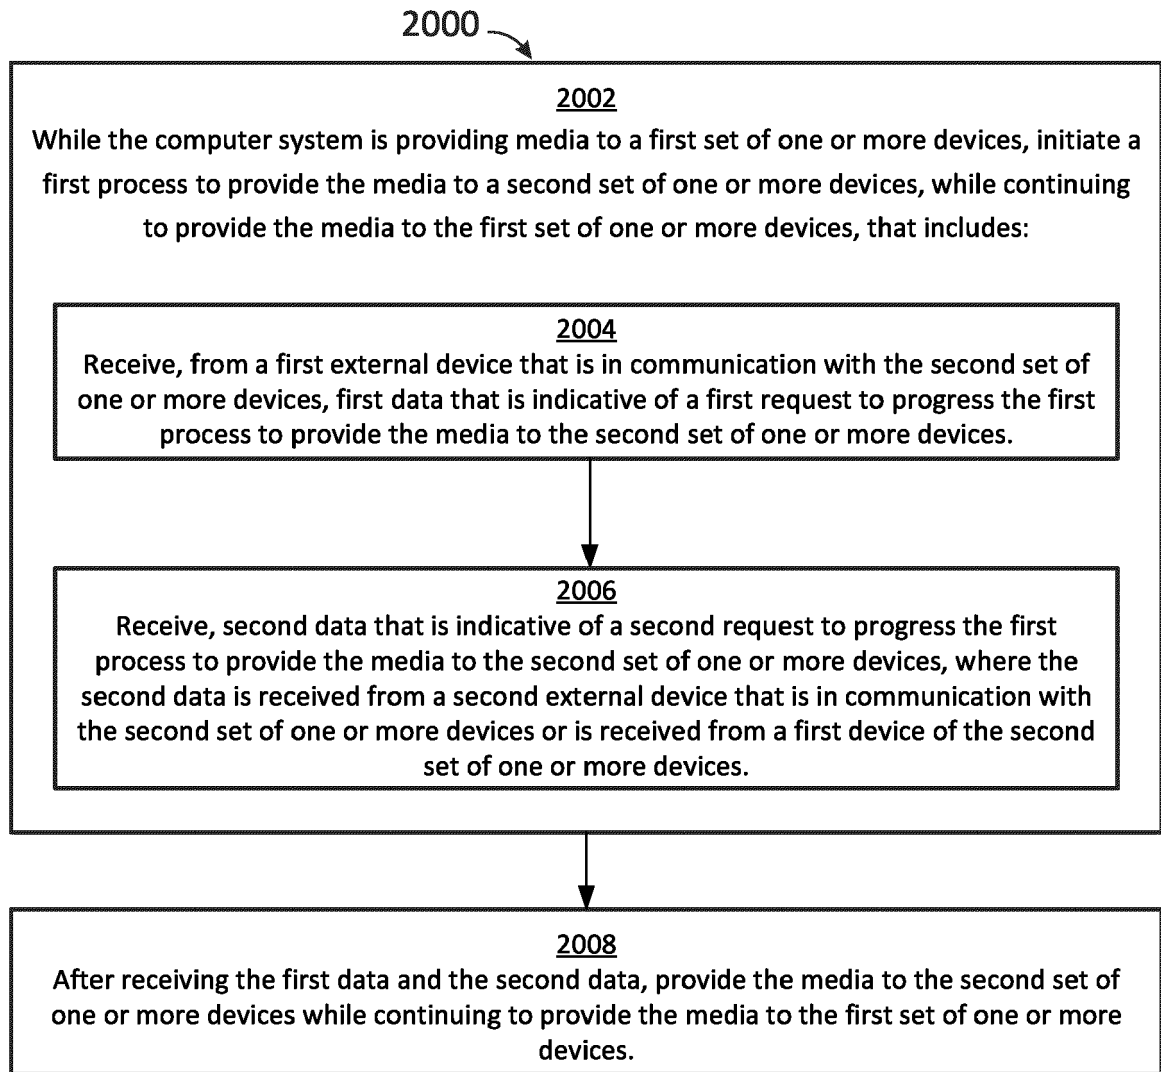 2000
2002
While the computer system is providing media to a first set of one or more devices, initiate a
first process to provide the media to a second set of one or more devices, while continuing
to provide the media to the first set of one or more devices, that includes:
2004
Receive, from a first external device that is in communication with the second set of
one or more devices, first data that is indicative of a first request to progress the first
process to provide the media to the second set of one or more devices.
2006
Receive, second data that is indicative of a second request to progress the first
process to provide the media to the second set of one or more devices, where the
second data is received from a second external device that is in communication with
the second set of one or more devices or is received from a first device of the second
set of one or more devices.
2008
After receiving the first data and the second data, provide the media to the second set of
one or more devices while continuing to provide the media to the first set of one or more
devices.